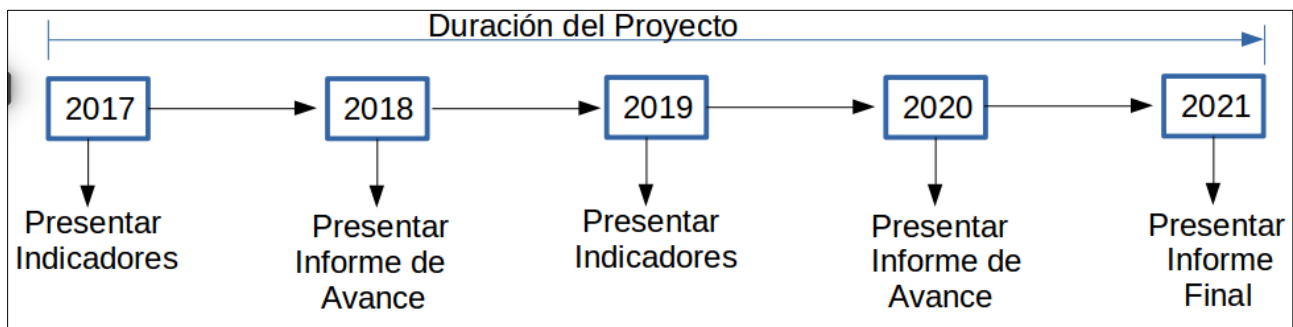 Duración del Proyecto
2017
2018
2019
2020
2021
Presentar
Indicadores
Presentar
Informe de
Avance
Presentar
Indicadores
Presentar
Informe de
Avance
Presentar
Informe
Final